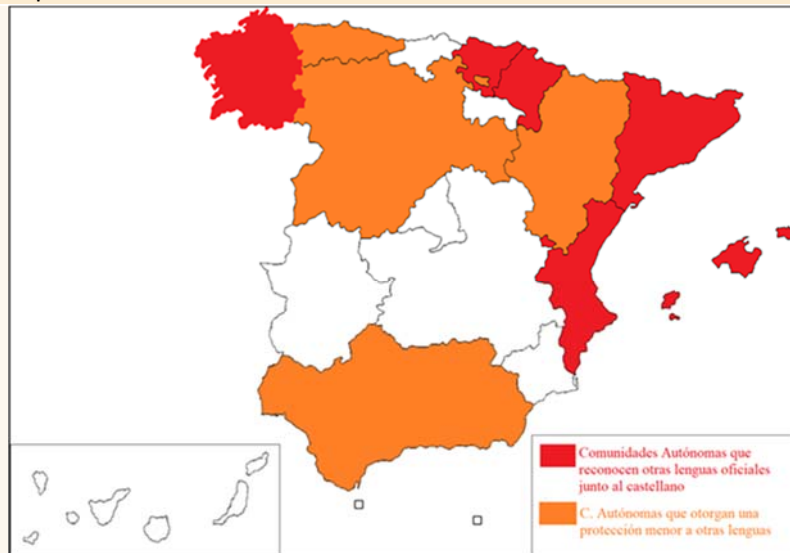 Comunidades Autónomas que
reconocen otras lenguas oficiales
junto al castellano
C. Autónomas que otorgan una
protección menor a otras lenguas